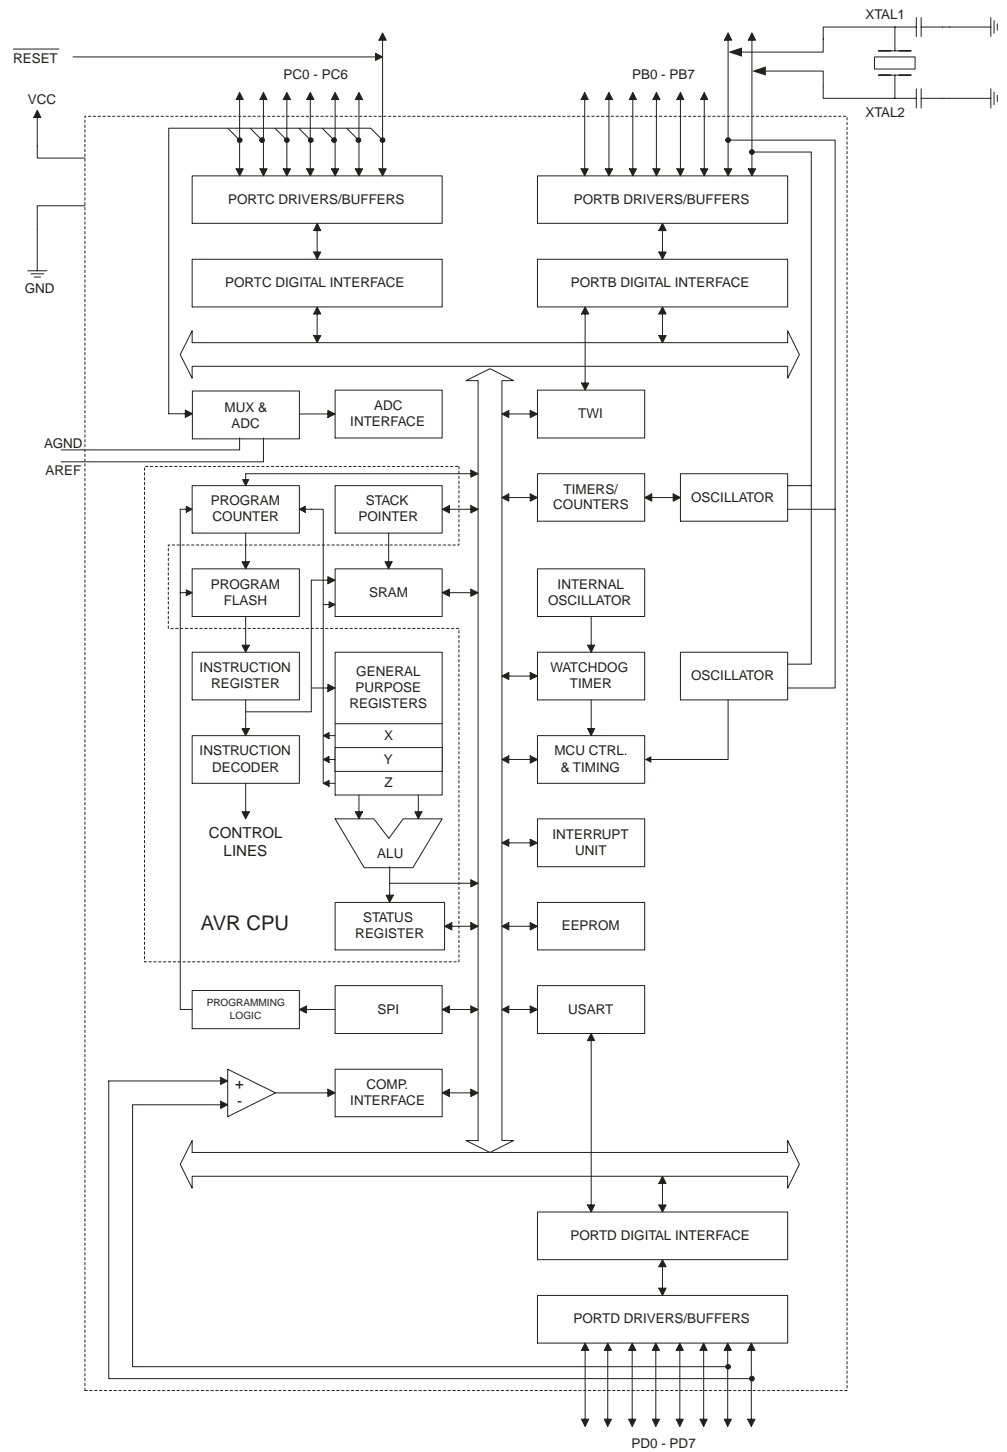 XTAL1
RESET
PC0 - PC6
PB0 - PB7
VCC
XTAL2
PORTC DRIVERS/BUFFERS
PORTB DRIVERS/BUFFERS
PORTC DIGITAL INTERFACE
PORTB DIGITAL INTERFACE
GND
MUX &
ADC
ADC
INTERFACE
TWI
AGND
AREF
PROGRAM
COUNTER
STACK
POINTER
TIMERS/
COUNTERS
OSCILLATOR
PROGRAM
FLASH
SRAM
INTERNAL
OSCILLATOR
INSTRUCTION
REGISTER
GENERAL
PURPOSE
REGISTERS
WATCHDOG
TIMER
OSCILLATOR
X
INSTRUCTION
DECODER
Y
MCU CTRL.
& TIMING
Z
CONTROL
LINES
ALU
INTERRUPT
UNIT
AVR CPU
STATUS
REGISTER
EEPROM
PROGRAMMING
LOGIC
SPI
USART
+
-
COMP.
INTERFACE
PORTD DIGITAL INTERFACE
PORTD DRIVERS/BUFFERS
PD0 - PD7